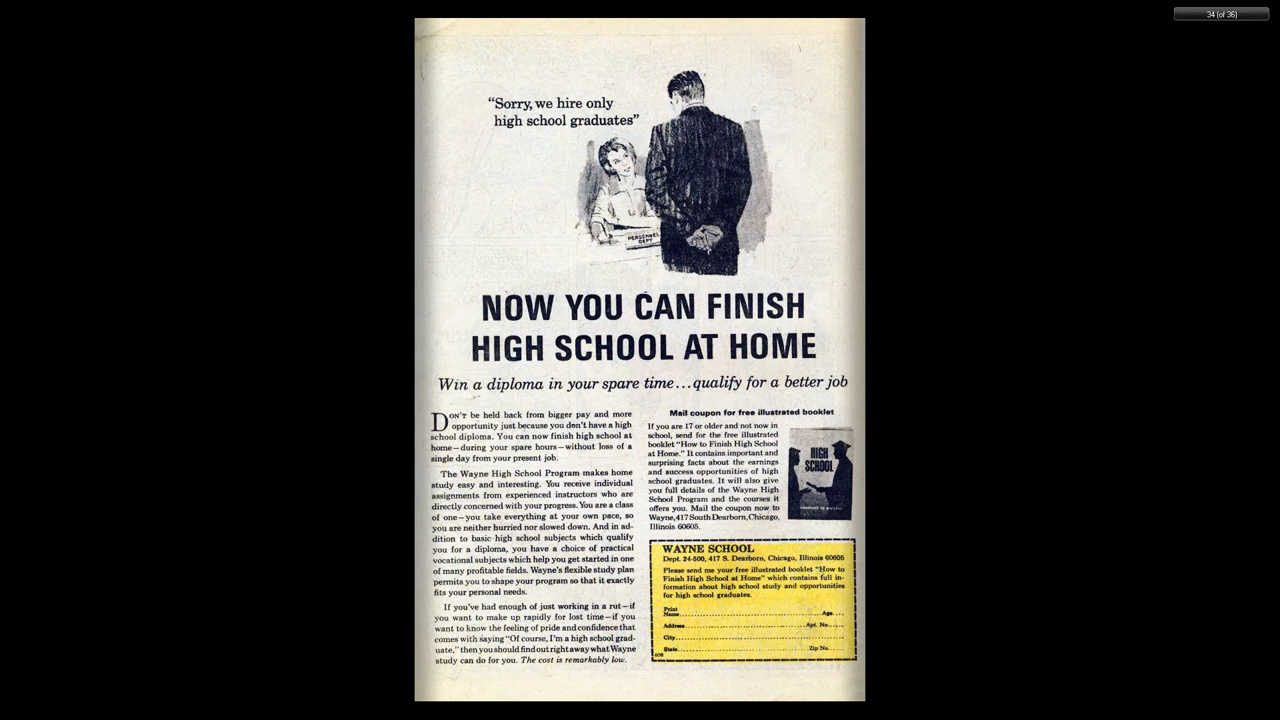 34 (of 36)
“Sorry, we hire only
high school graduates”
PERSONNEL
DEPT
NOW YOU CAN FINISH
HIGH SCHOOL AT HOME
Win a diploma in your spare time...qualify for a better job
DON'T be held back from bigger pay and more
opportunity just because you don't have a high
school diploma. You can now finish high school at
home—during your spare hours—without loss of a
single day from your present job.
The Wayne High School Program makes home
study easy and interesting. You receive individual
assignments from experienced instructors who are
directly concerned with your progress. You are a class
of one—you take everything at your own pace, so
you are neither hurried nor slowed down. And in ad-
dition to basic high school subjects which qualify
you for a diploma, you have a choice of practical
vocational subjects which help you get started in one
of many profitable fields. Wayne's flexible study plan
permits you to shape your program so that it exactly
fits your personal needs.
If you've had enough of just working in a rut—if
you want to make up rapidly for lost time—if you
want to know the feeling of pride and confidence that
comes with saying “Of course, I'm a high school grad-
uate,” then you should find out right away what Wayne
study can do for you. The cost is remarkably low.
Mail coupon for free illustrated booklet
If you are 17 or older and not now in
school, send for the free illustrated
booklet “How to Finish High School
at Home.” It contains important and
surprising facts about the earnings
and success opportunities of high
school graduates. It will also give
you full details of the Wayne High
School Program and the courses it
offers you. Mail the coupon now to
Wayne, 417 South Dearborn, Chicago,
Illinois 60605.
HIGH
SCHOOL
WAYNE SCHOOL
Dept. 24-500, 417 S. Dearborn, Chicago, Illinois 60605
Please send me your free illustrated booklet “How to
Finish High School at Home” which contains full in-
formation about high school study and opportunities
for high school graduates.
Print
Name Age
Address Apt. No.
City
State Zip No.